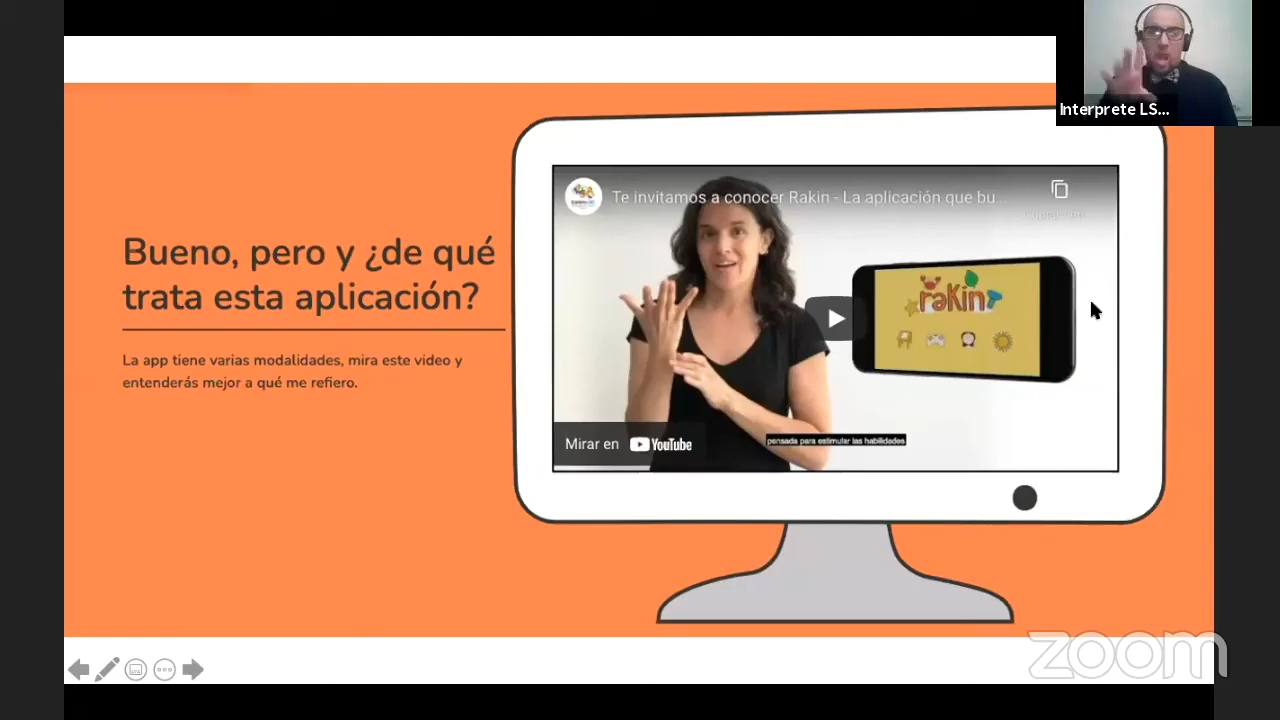 Interprete LS...
Te invitamos a conocer Rakin - La aplicación que bu...
Bueno, pero y ¿de qué
trata esta aplicación?
La app tiene varias modalidades, mira este video y
entenderás mejor a qué me refiero.
rakin
pensada para estimular las habilidades
Mirar en YouTube
zoom